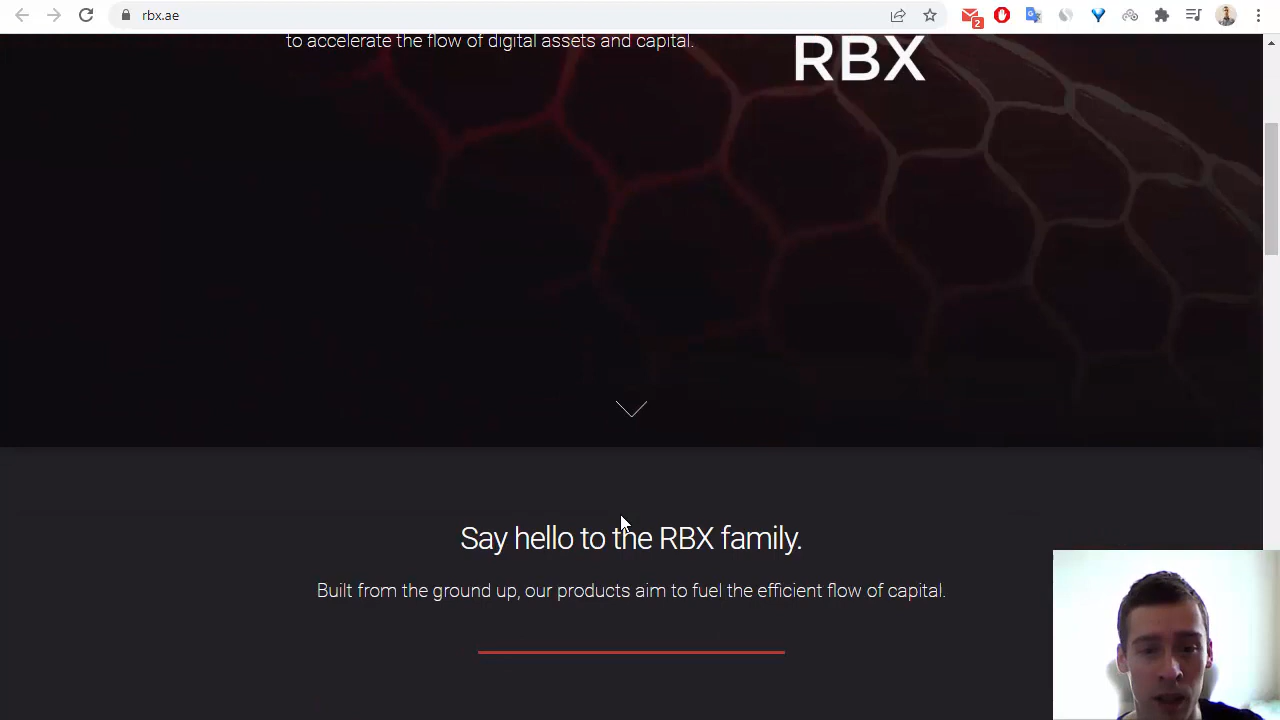 rbx.ae
2
to accelerate the flow of digital assets and capital.
RBX
Say hello to the RBX family.
Built from the ground up, our products aim to fuel the efficient flow of capital.